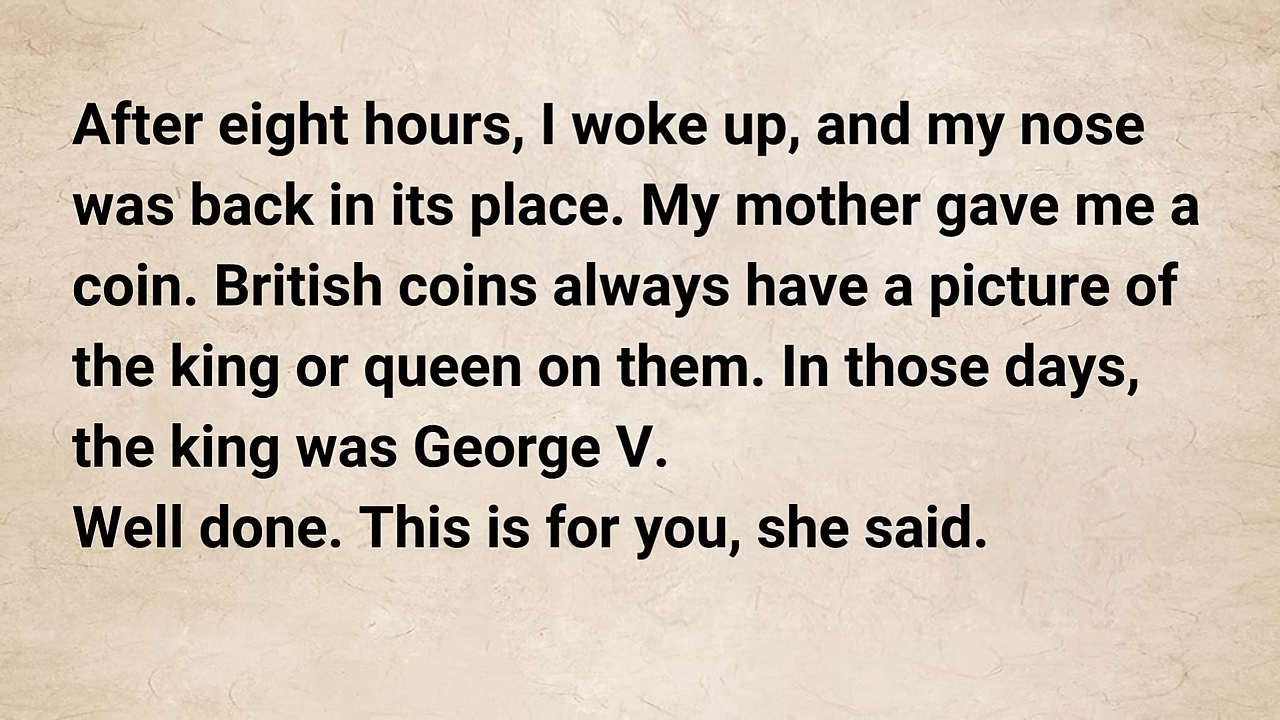 After eight hours, I woke up, and my nose
was back in its place. My mother gave me a
coin. British coins always have a picture of
the king or queen on them. In those days,
the king was George V.
Well done. This is for you, she said.